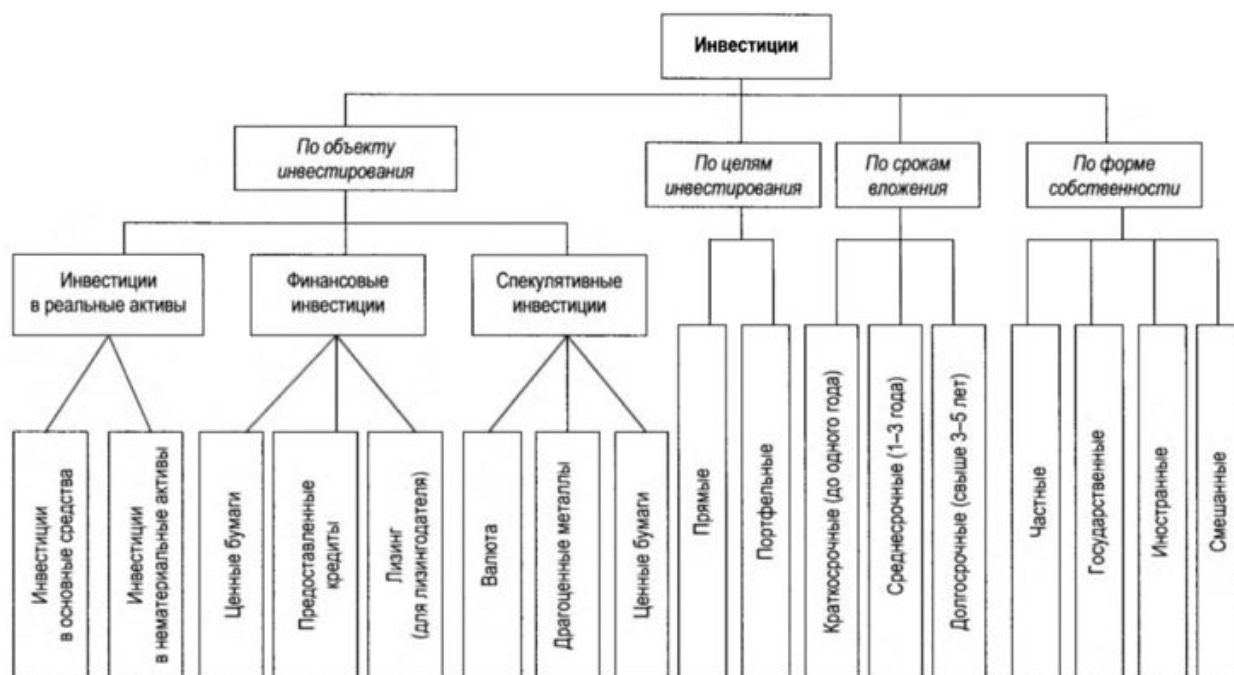 Инвестиции
По объекту
инвестирования
По целям
инвестирования
По срокам
вложения
По форме
собственности
Инвестиции
в реальные активы
Финансовые
инвестиции
Спекулятивные
инвестиции
Инвестиции
в основные средства
Инвестиции
в нематериальные активы
Ценные бумаги
Предоставленные
кредиты
Лизинг
(для лизингодателя)
Валюта
Драгоценные металлы
Ценные бумаги
Прямые
Портфельные
Краткосрочные (до одного года)
Среднесрочные (1–3 года)
Долгосрочные (свыше 3–5 лет)
Частные
Государственные
Иностранные
Смешанные